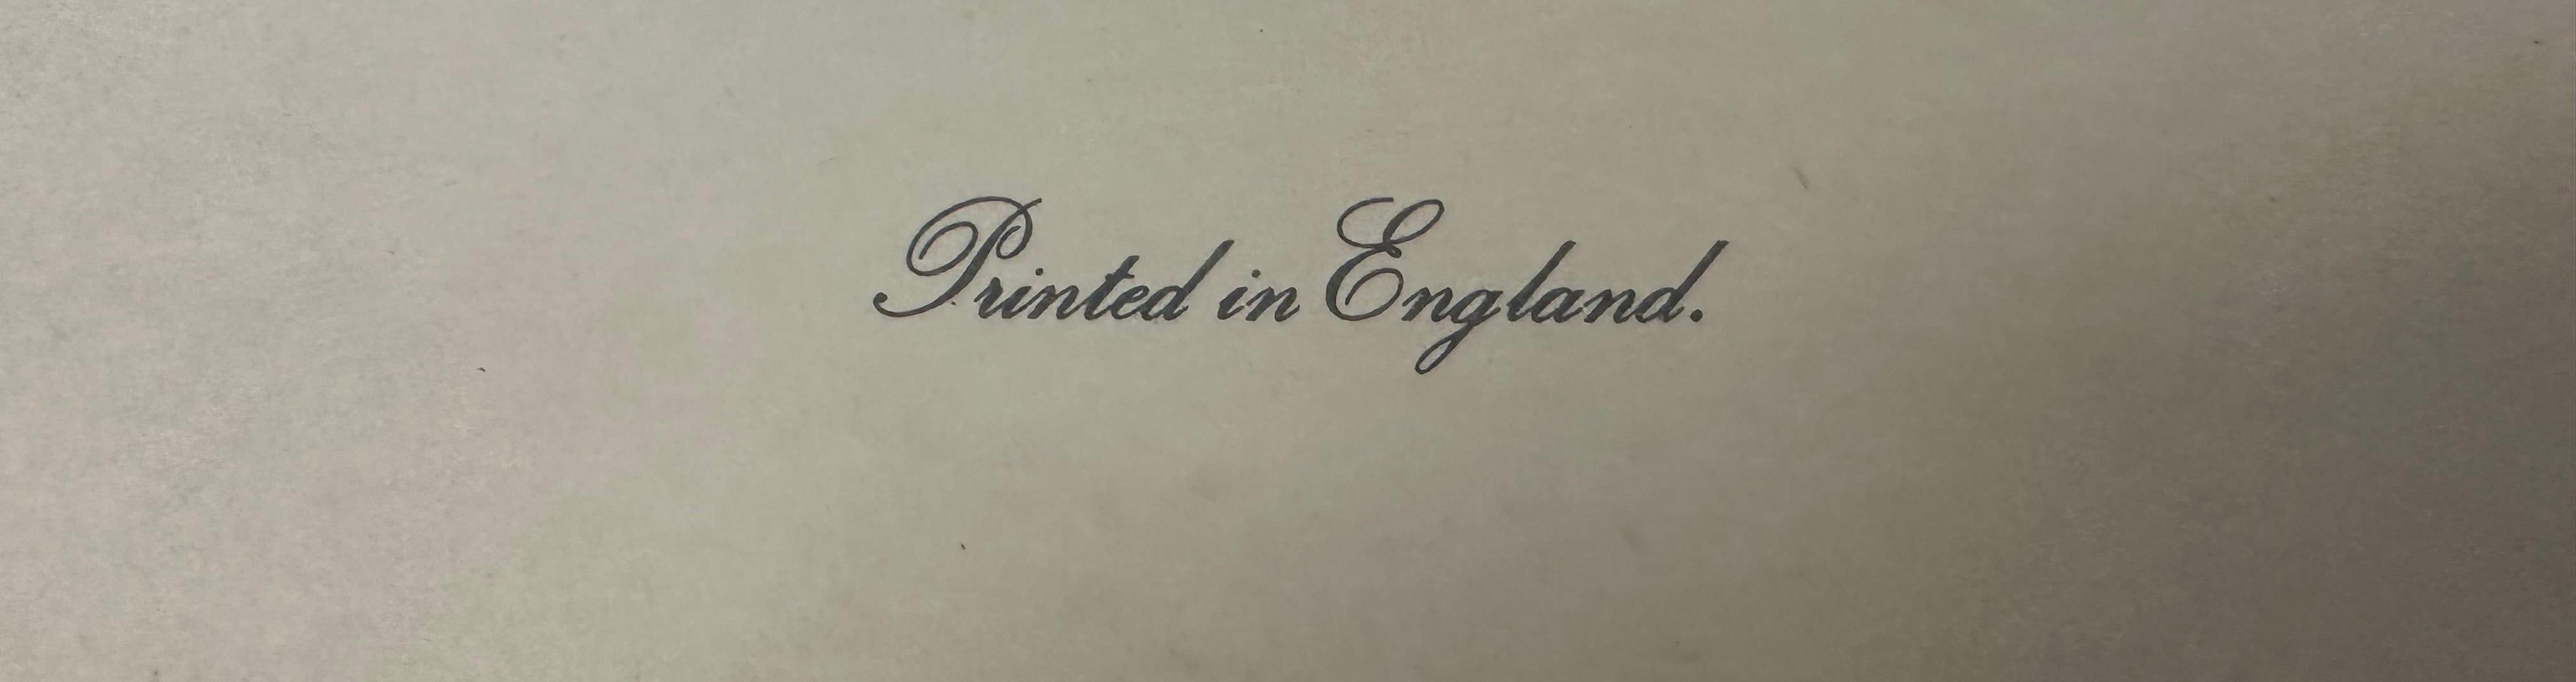 Printed in England.